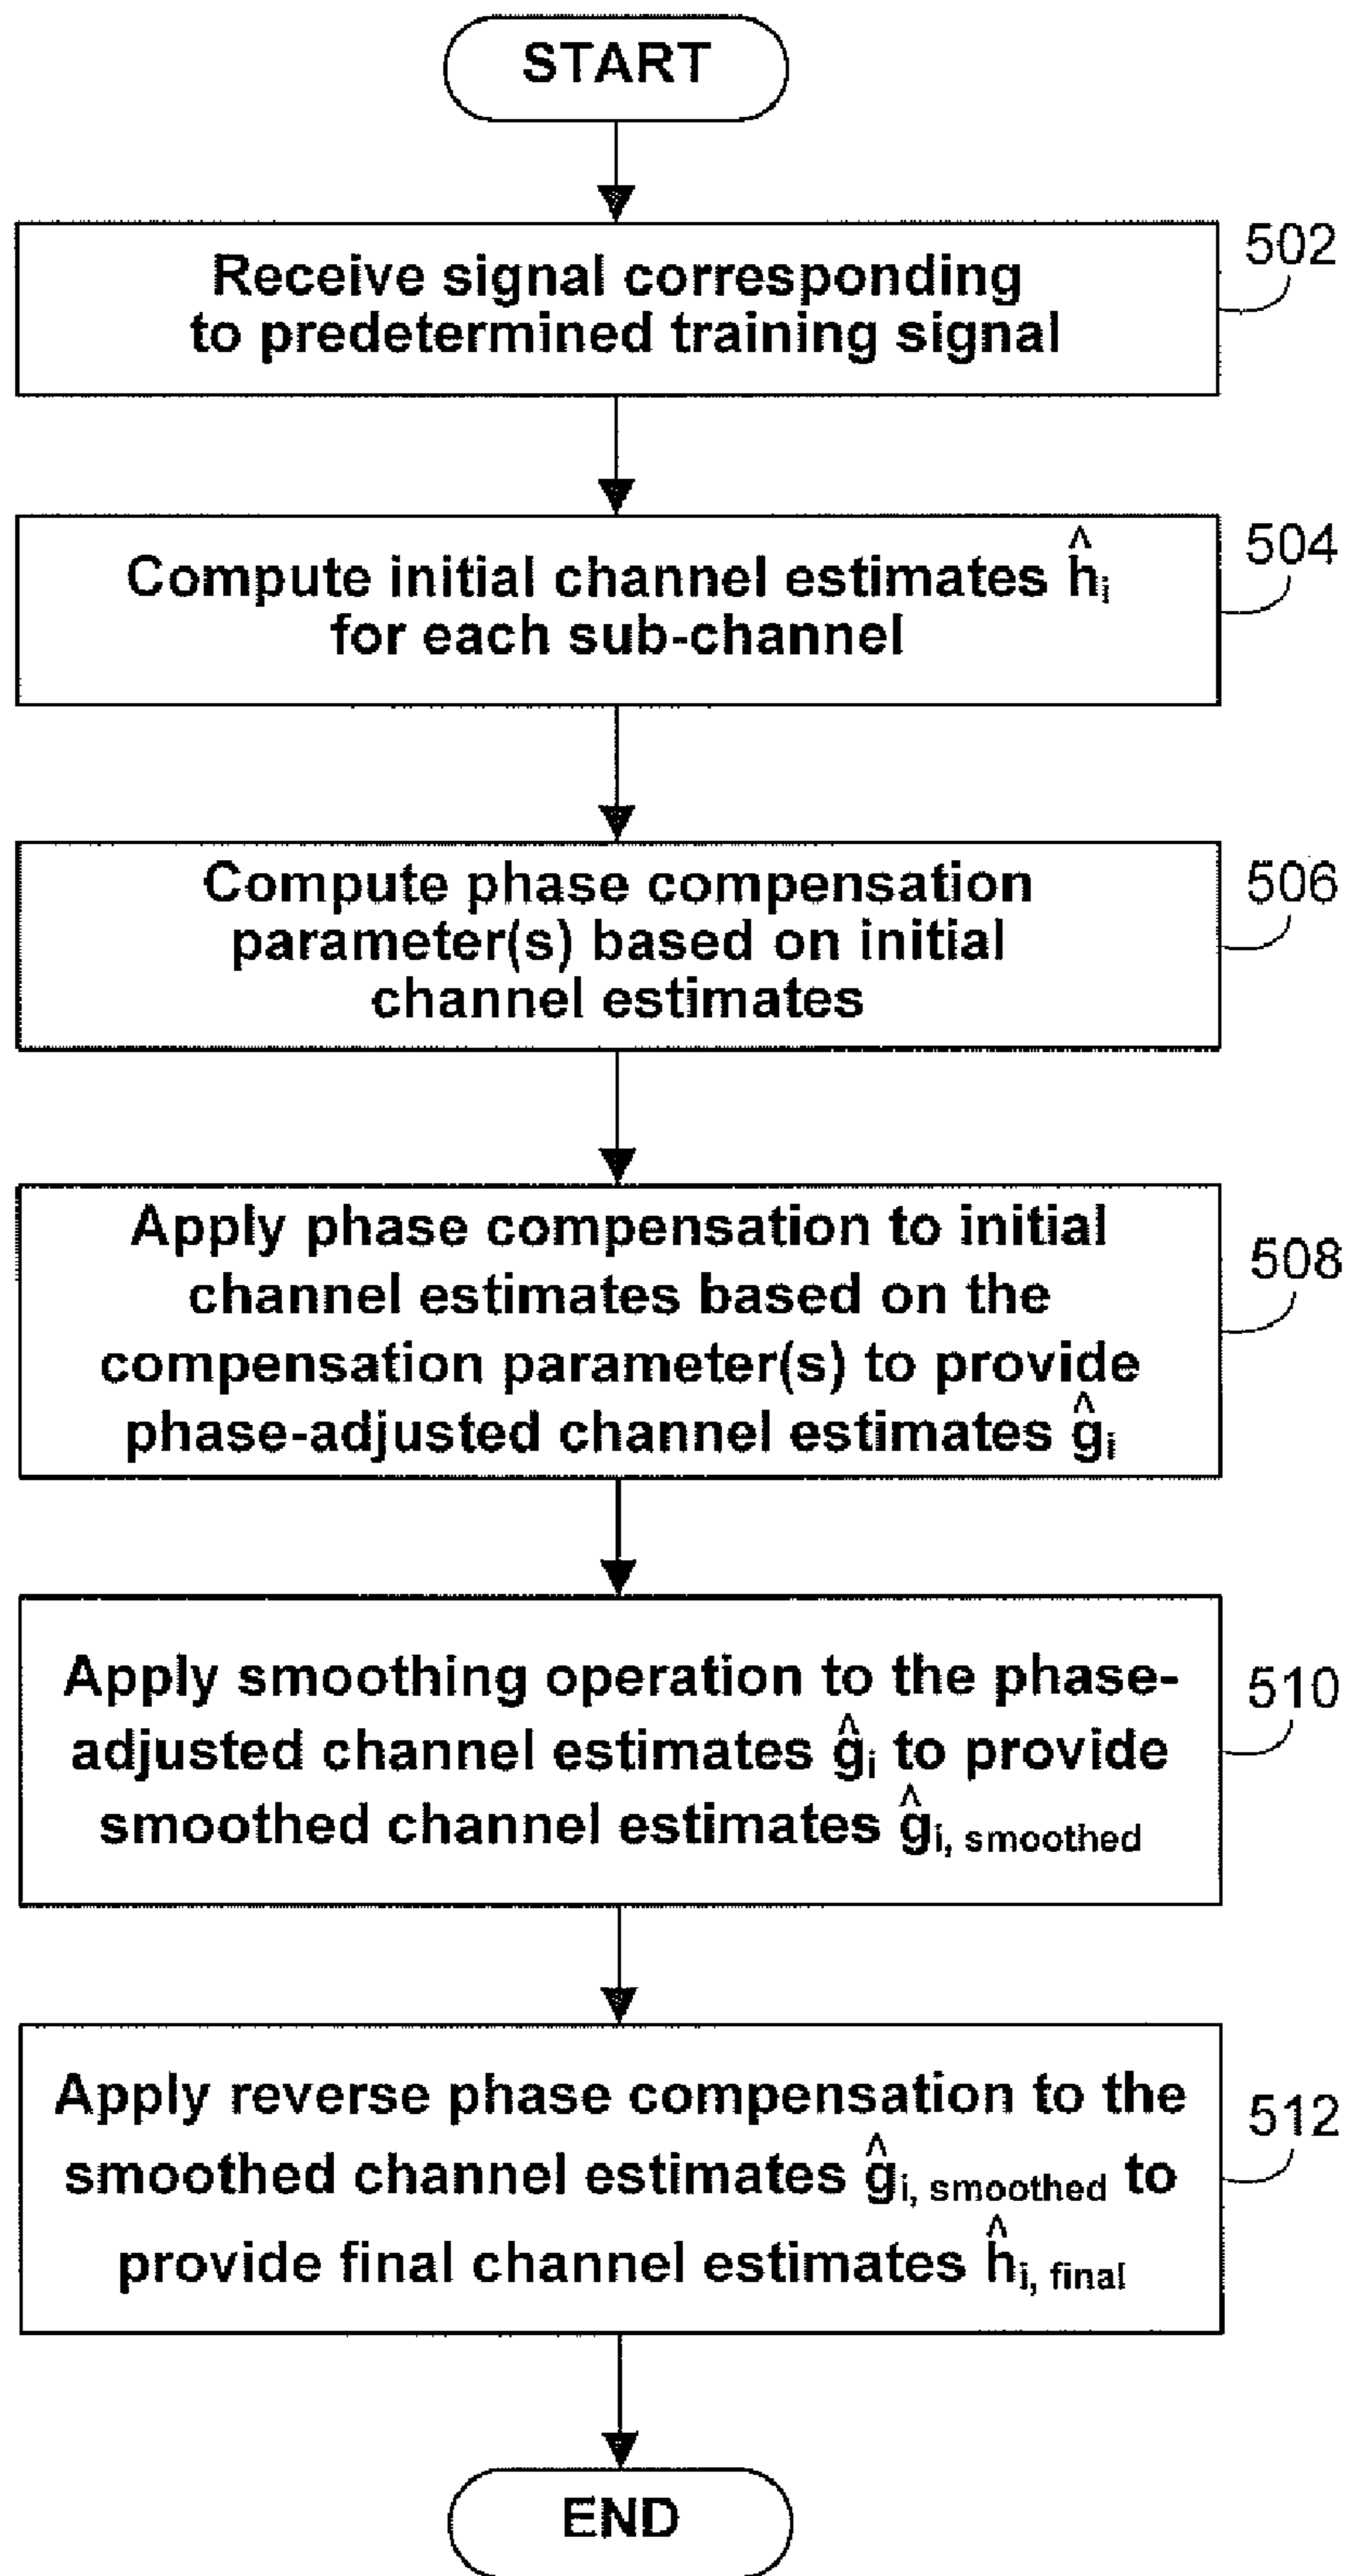 START
Receive signal corresponding
to predetermined training signal
502
Compute initial channel estimates ĥi
for each sub-channel
504
Compute phase compensation
parameter(s) based on initial
channel estimates
506
Apply phase compensation to initial
channel estimates based on the
compensation parameter(s) to provide
phase-adjusted channel estimates ĝi
508
Apply smoothing operation to the phase-
adjusted channel estimates ĝi to provide
smoothed channel estimates ĝi, smoothed
510
Apply reverse phase compensation to the
smoothed channel estimates ĝi, smoothed to
provide final channel estimates ĥi, final
512
END